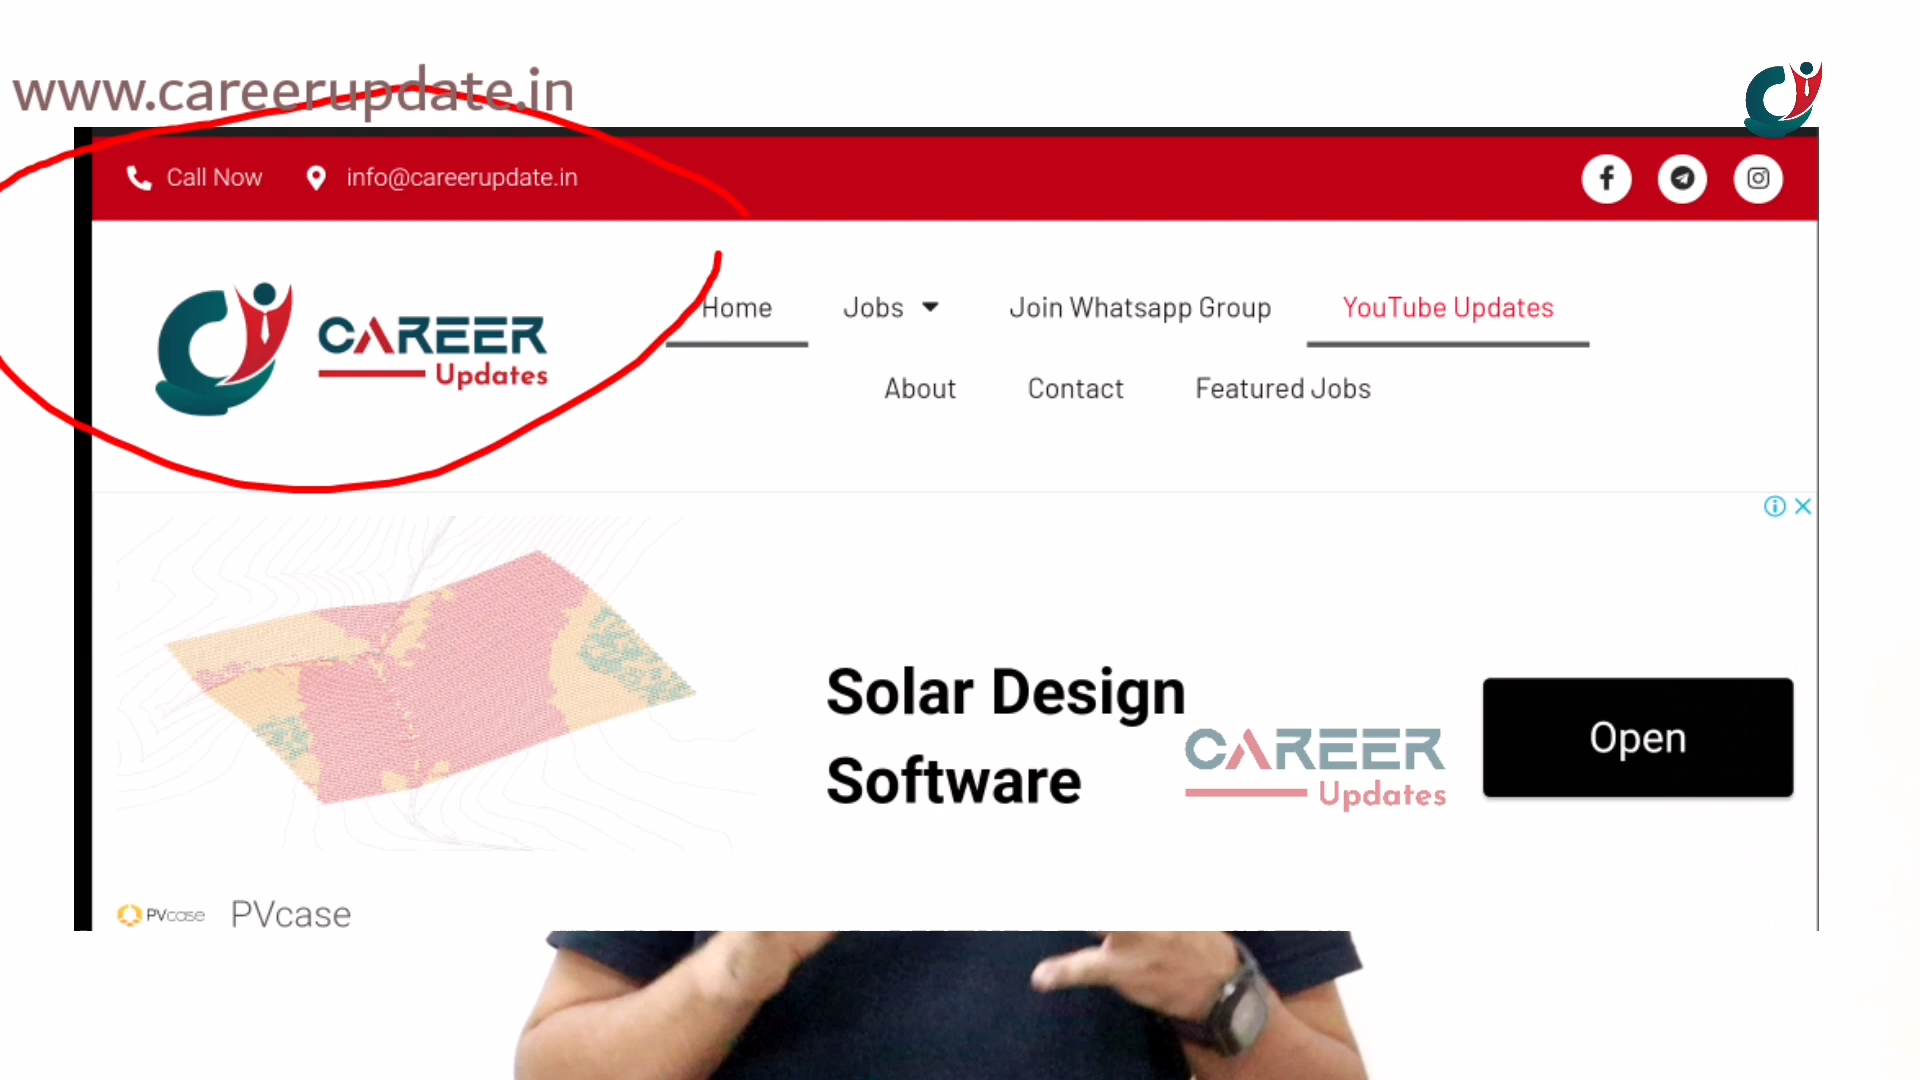 www.careerupdate.in
Call Now info@careerupdate.in
CAREER
Updates
Home Jobs Join Whatsapp Group YouTube Updates
About Contact Featured Jobs
Solar Design
Software
CAREER
Updates
Open
PVcase PVcase